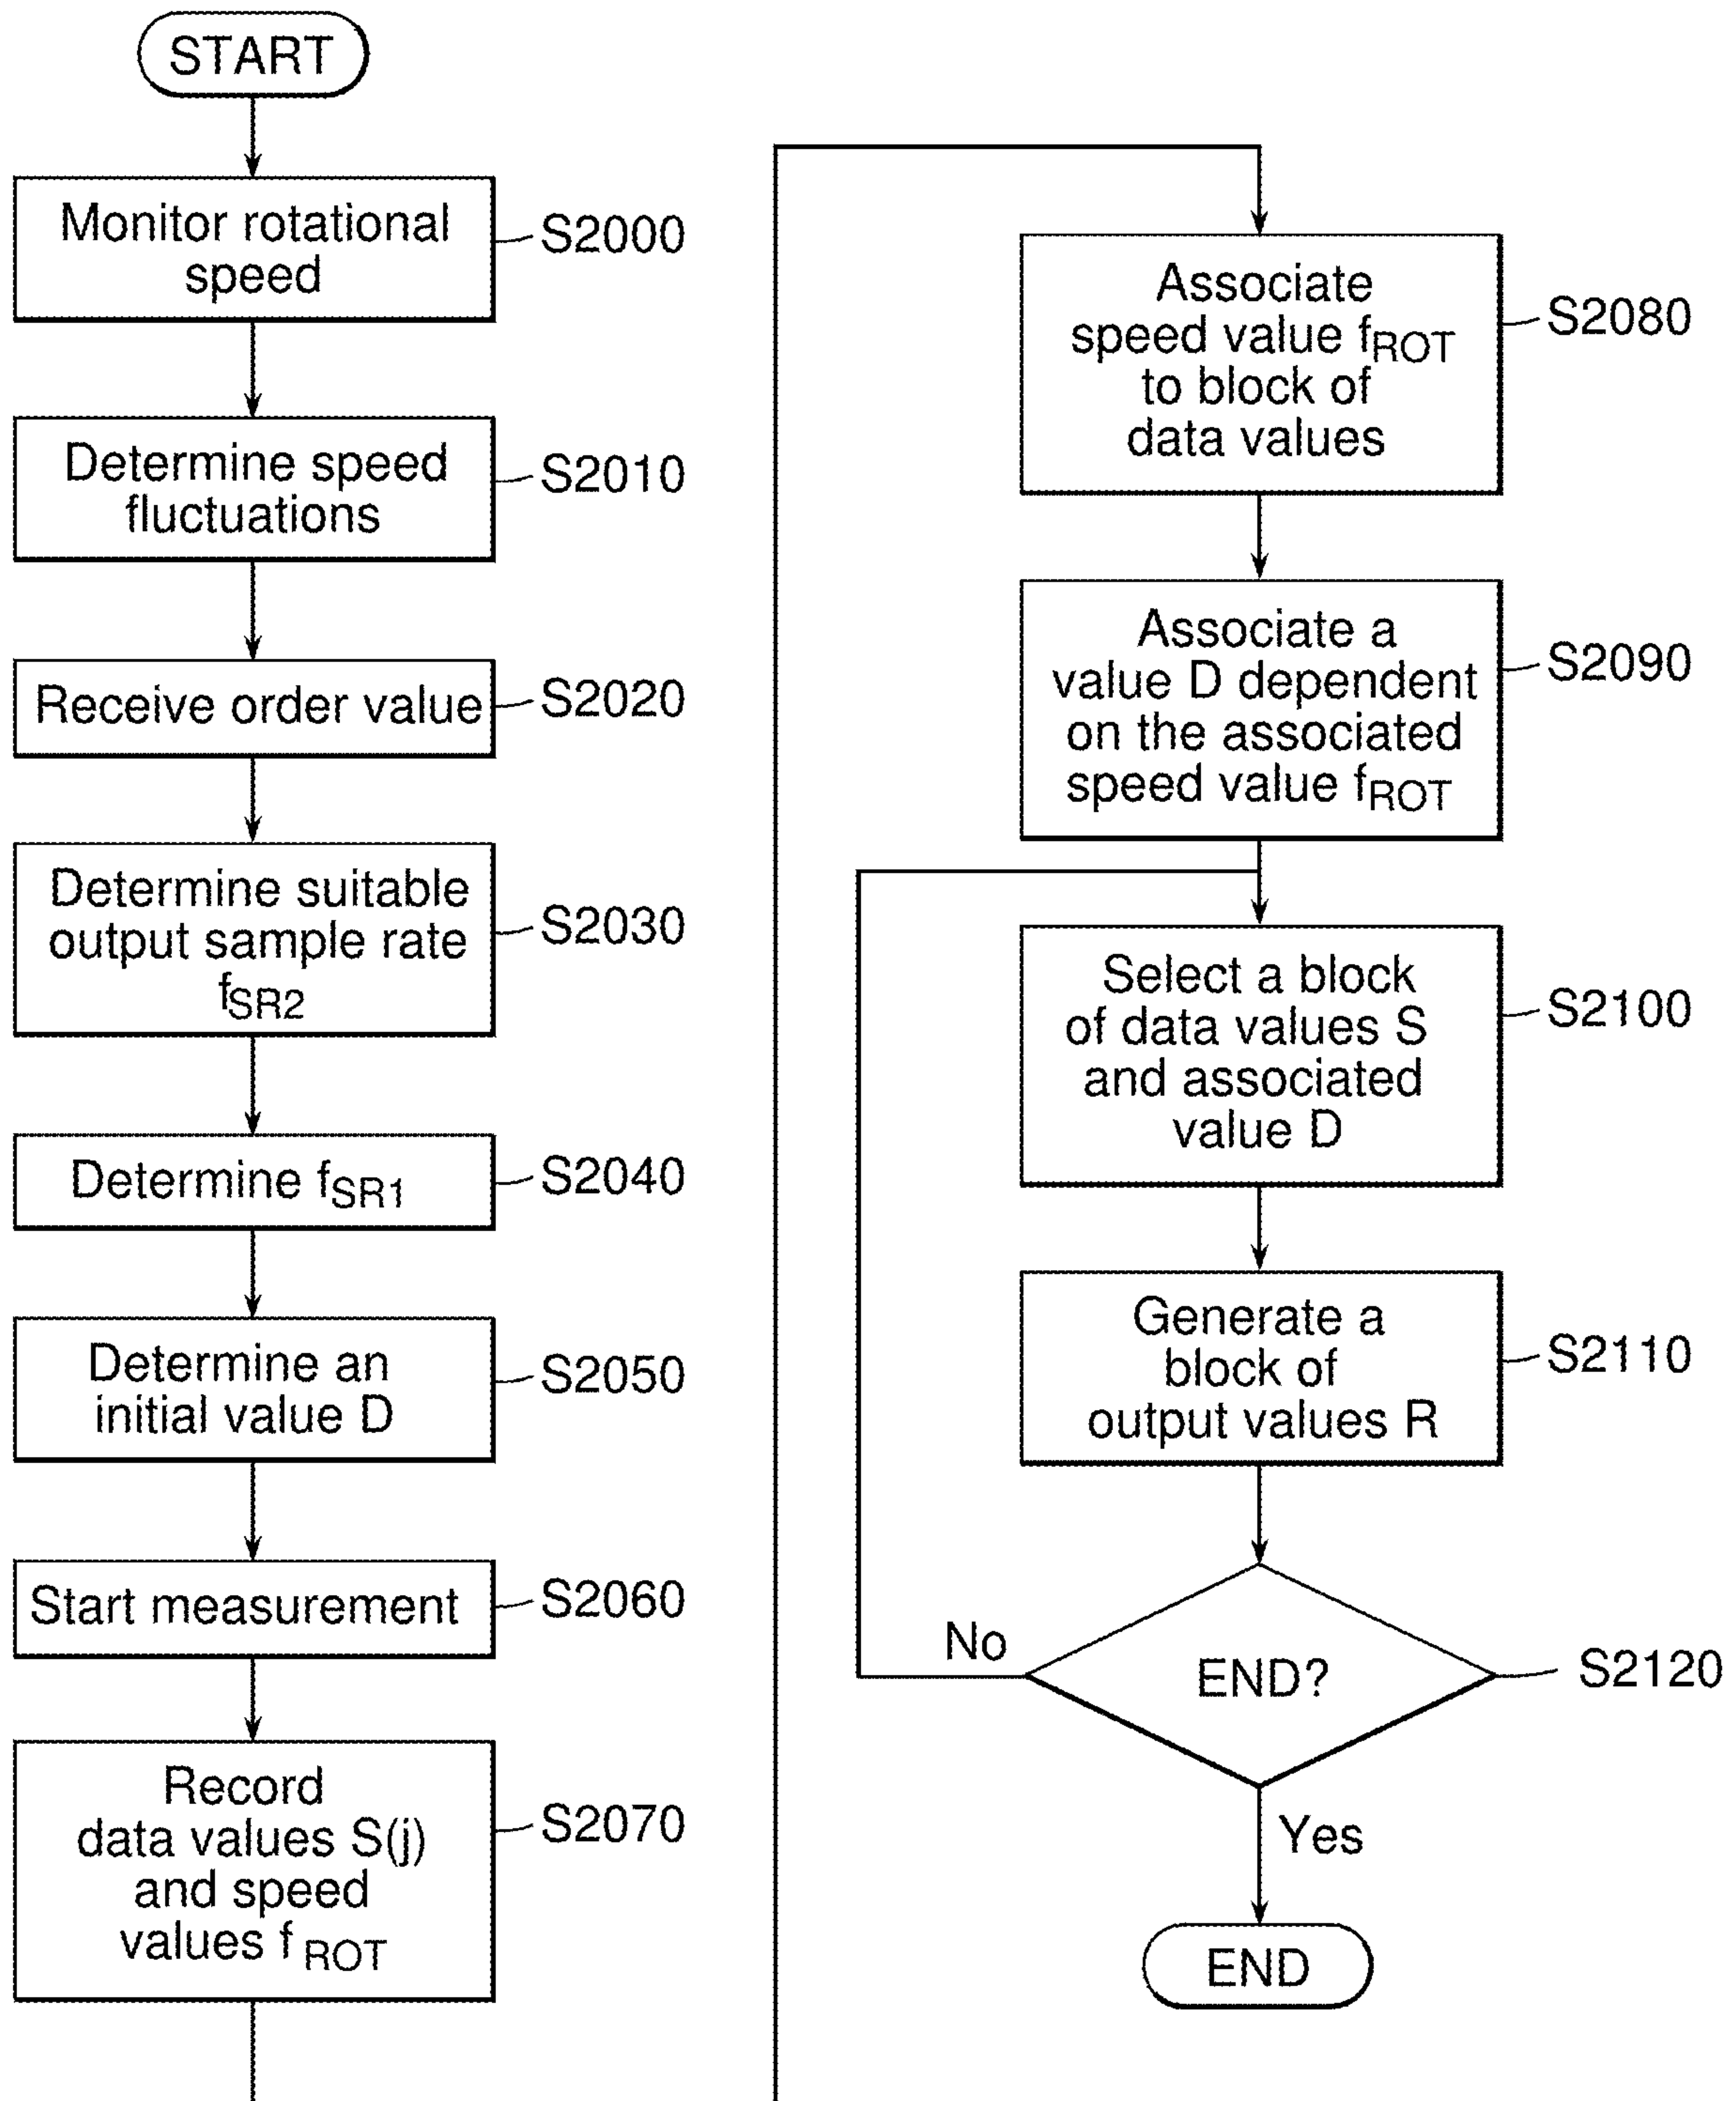 START
Monitor rotational
speed
S2000
Determine speed
fluctuations
S2010
Receive order value
S2020
Determine suitable
output sample rate
fSR2
S2030
Determine fSR1
S2040
Determine an
initial value D
S2050
Start measurement
S2060
Record
data values S(j)
and speed
values f ROT
S2070
Associate
speed value fROT
to block of
data values
S2080
Associate a
value D dependent
on the associated
speed value fROT
S2090
Select a block
of data values S
and associated
value D
S2100
Generate a
block of
output values R
S2110
No
END?
S2120
Yes
END